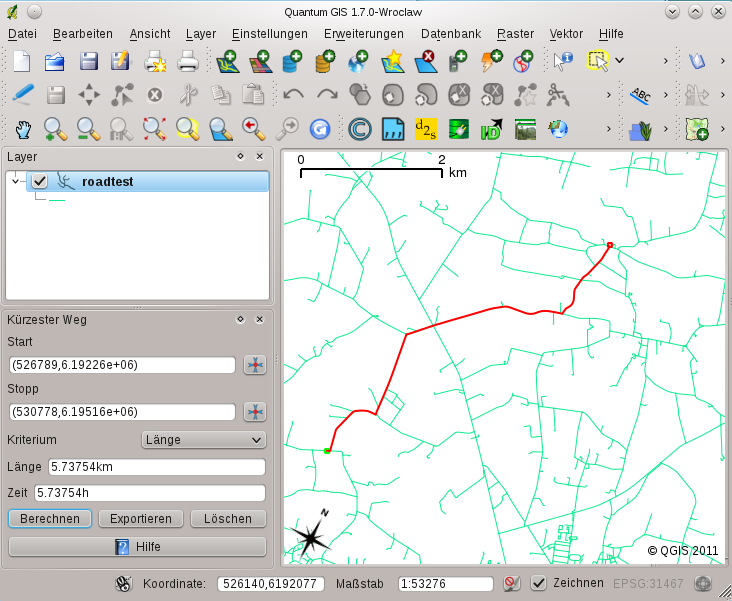 Quantum GIS 1.7.0-Wroclaw
Datei Bearbeiten Ansicht Layer Einstellungen Erweiterungen Datenbank Raster Vektor Hilfe
ABC
d2s
Layer
roadtest
Kürzester Weg
Start
(526789,6.19226e+06)
Stopp
(530778,6.19516e+06)
Kriterium Länge
Länge 5.73754km
Zeit 5.73754h
Berechnen Exportieren Löschen
? Hilfe
0 2
km
N
© QGIS 2011
Koordinate: 526140,6192077 Maßstab 1:53276 Zeichnen EPSG:31467